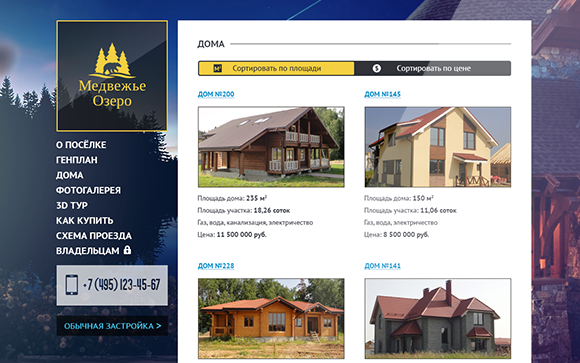 Медвежье
Озеро
О ПОСЁЛКЕ
ГЕНПЛАН
ДОМА
ФОТОГАЛЕРЕЯ
3D ТУР
КАК КУПИТЬ
СХЕМА ПРОЕЗДА
ВЛАДЕЛЬЦАМ
+7 (495) 123-45-67
ОБЫЧНАЯ ЗАСТРОЙКА >
ДОМА
М² Сортировать по площади
$ Сортировать по цене
ДОМ №200
Площадь дома: 235 м²
Площадь участка: 18,26 соток
Газ, вода, канализация, электричество
Цена: 11 500 000 руб.
ДОМ №145
Площадь дома: 150 м²
Площадь участка: 11,06 соток
Газ, вода, электричество
Цена: 8 500 000 руб.
ДОМ №228
ДОМ №141